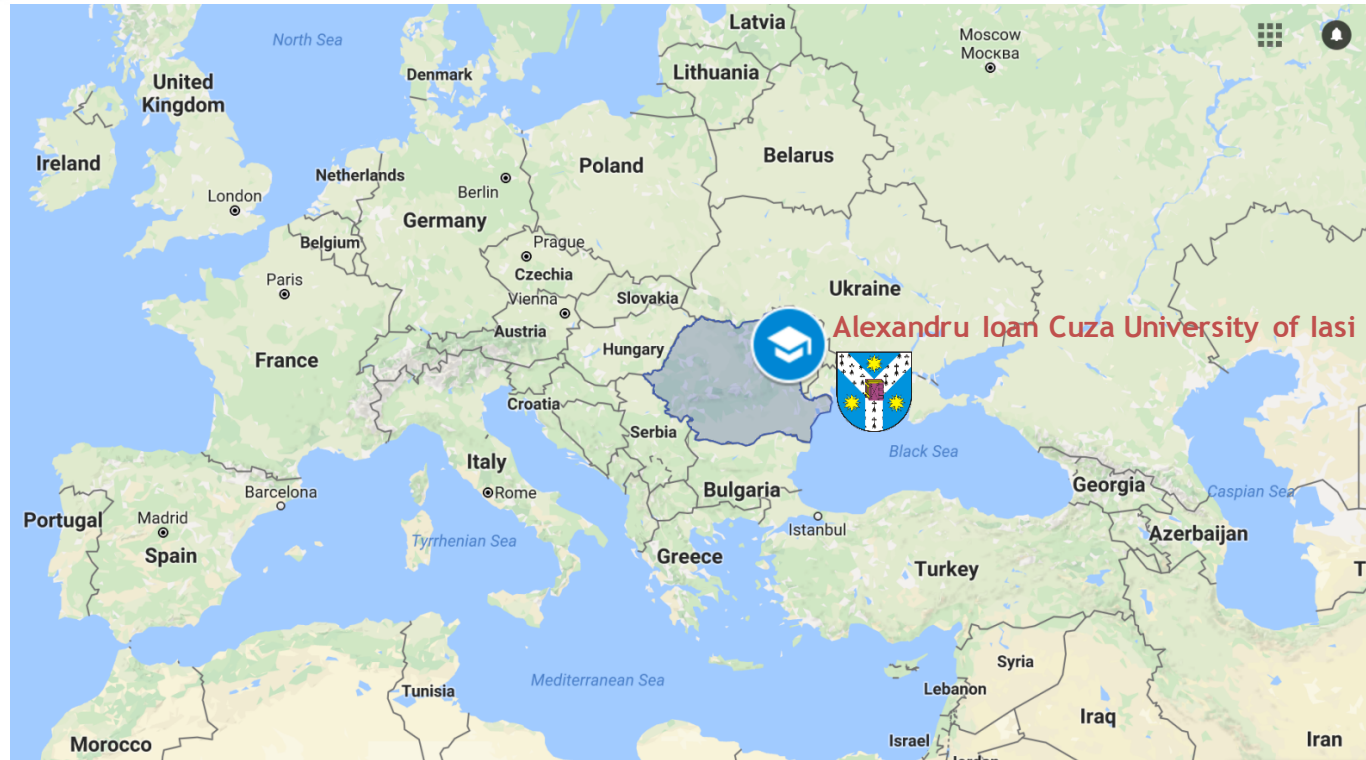 Latvia
Moscow
Москва
North Sea
Denmark
Lithuania
United
Kingdom
Ireland
Belarus
Poland
Netherlands
London
Berlin
Germany
Belgium
Prague
Czechia
Paris
Vienna
Slovakia
Ukraine
Austria
Alexandru Ioan Cuza University of Iasi
Hungary
France
Croatia
Serbia
Black Sea
Italy
Rome
Barcelona
Bulgaria
Georgia
Caspian Sea
Portugal
Madrid
Istanbul
Azerbaijan
Tyrrhenian Sea
Spain
Greece
Turkey
T
Syria
Mediterranean Sea
Tunisia
Lebanon
Iraq
Morocco
Israel
Iran
Jordan